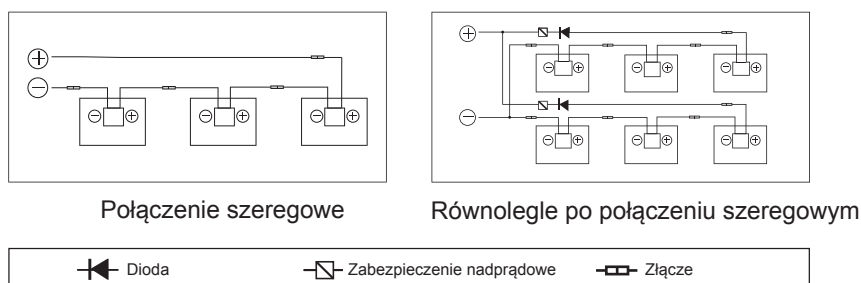 Połączenie szeregowe
Równolegle po połączeniu szeregowym
Dioda
Zabezpieczenie nadprądowe
Złącze